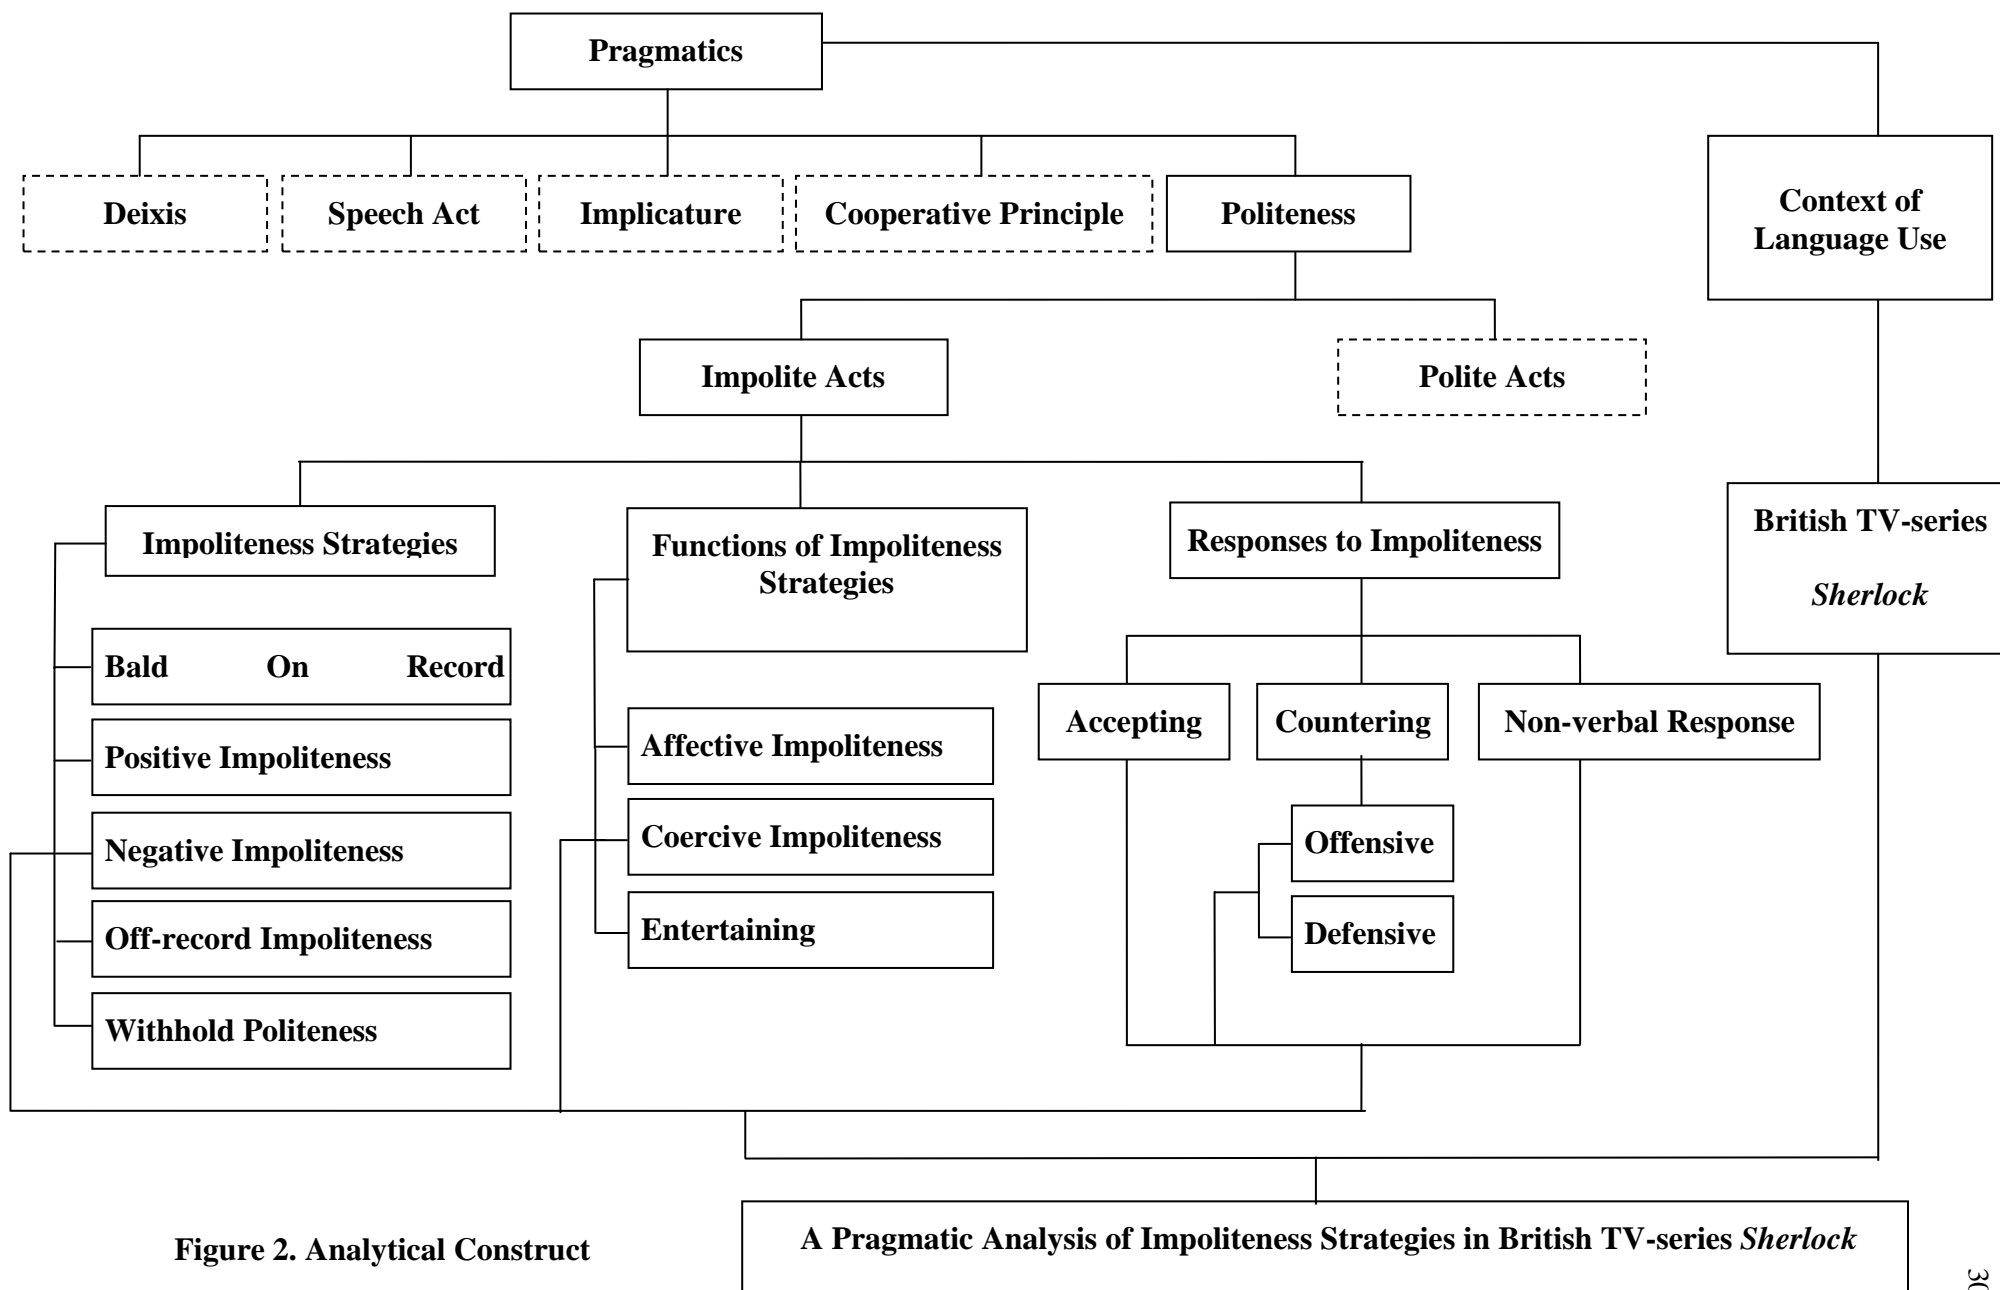 Pragmatics
Deixis
Speech Act
Implicature
Cooperative Principle
Politeness
Context of
Language Use
Impolite Acts
Polite Acts
Impoliteness Strategies
Functions of Impoliteness
Strategies
Responses to Impoliteness
British TV-series
Sherlock
Bald On Record
Positive Impoliteness
Negative Impoliteness
Off-record Impoliteness
Withhold Politeness
Affective Impoliteness
Coercive Impoliteness
Entertaining
Accepting
Countering
Non-verbal Response
Offensive
Defensive
Figure 2. Analytical Construct
A Pragmatic Analysis of Impoliteness Strategies in British TV-series Sherlock
30